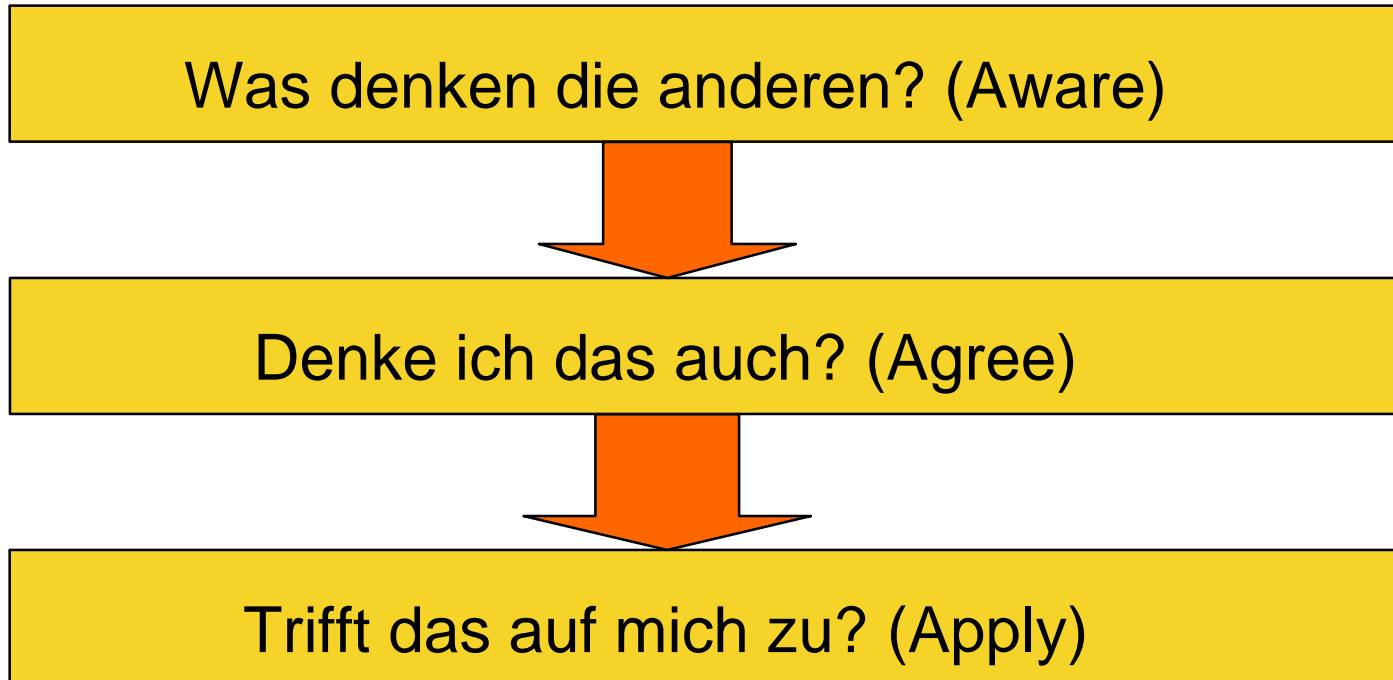 Was denken die anderen? (Aware)
Denke ich das auch? (Agree)
Trifft das auf mich zu? (Apply)